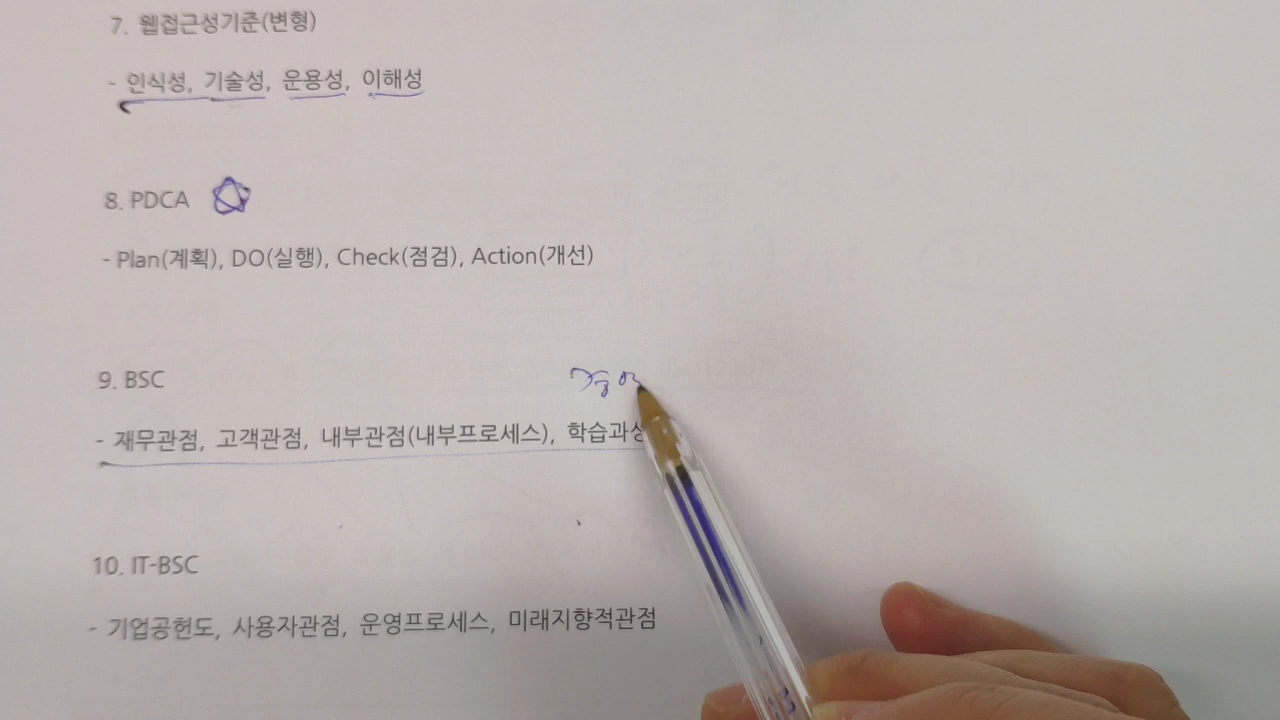 7. 웹접근성기준(변형)
- 인식성, 기술성, 운용성, 이해성
8. PDCA
- Plan(계획), DO(실행), Check(점검), Action(개선)
9. BSC
- 재무관점, 고객관점, 내부관점(내부프로세스),
10. IT-BSC
- 기업공헌도, 사용자관점, 운영프로세스, 미래지향적관점